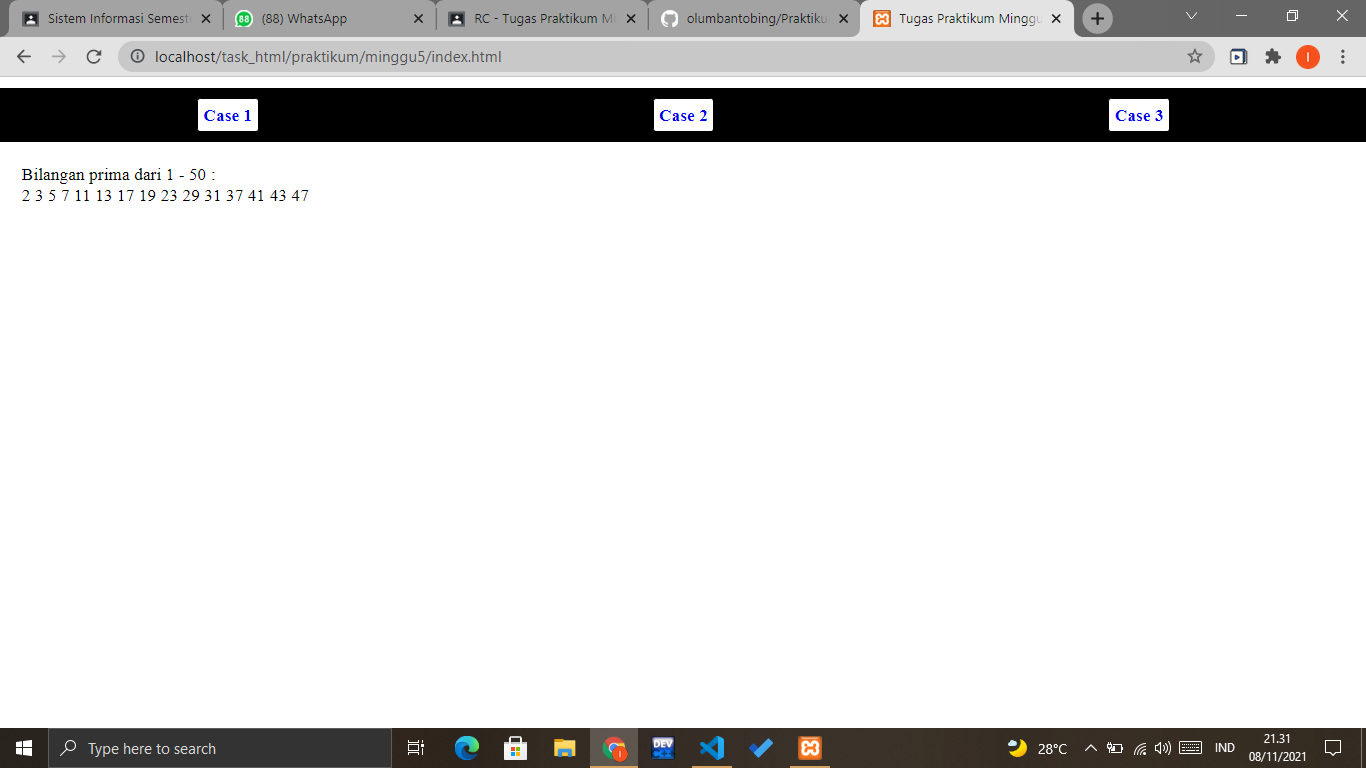 Sistem Informasi Semest
(88) WhatsApp
RC - Tugas Praktikum Mi
olumbantobing/Praktiku
Tugas Praktikum Minggu
localhost/task_html/praktikum/minggu5/index.html
I
Case 1
Case 2
Case 3
Bilangan prima dari 1 - 50 :
2 3 5 7 11 13 17 19 23 29 31 37 41 43 47
Type here to search
DEV
28°C
IND
21.31
08/11/2021